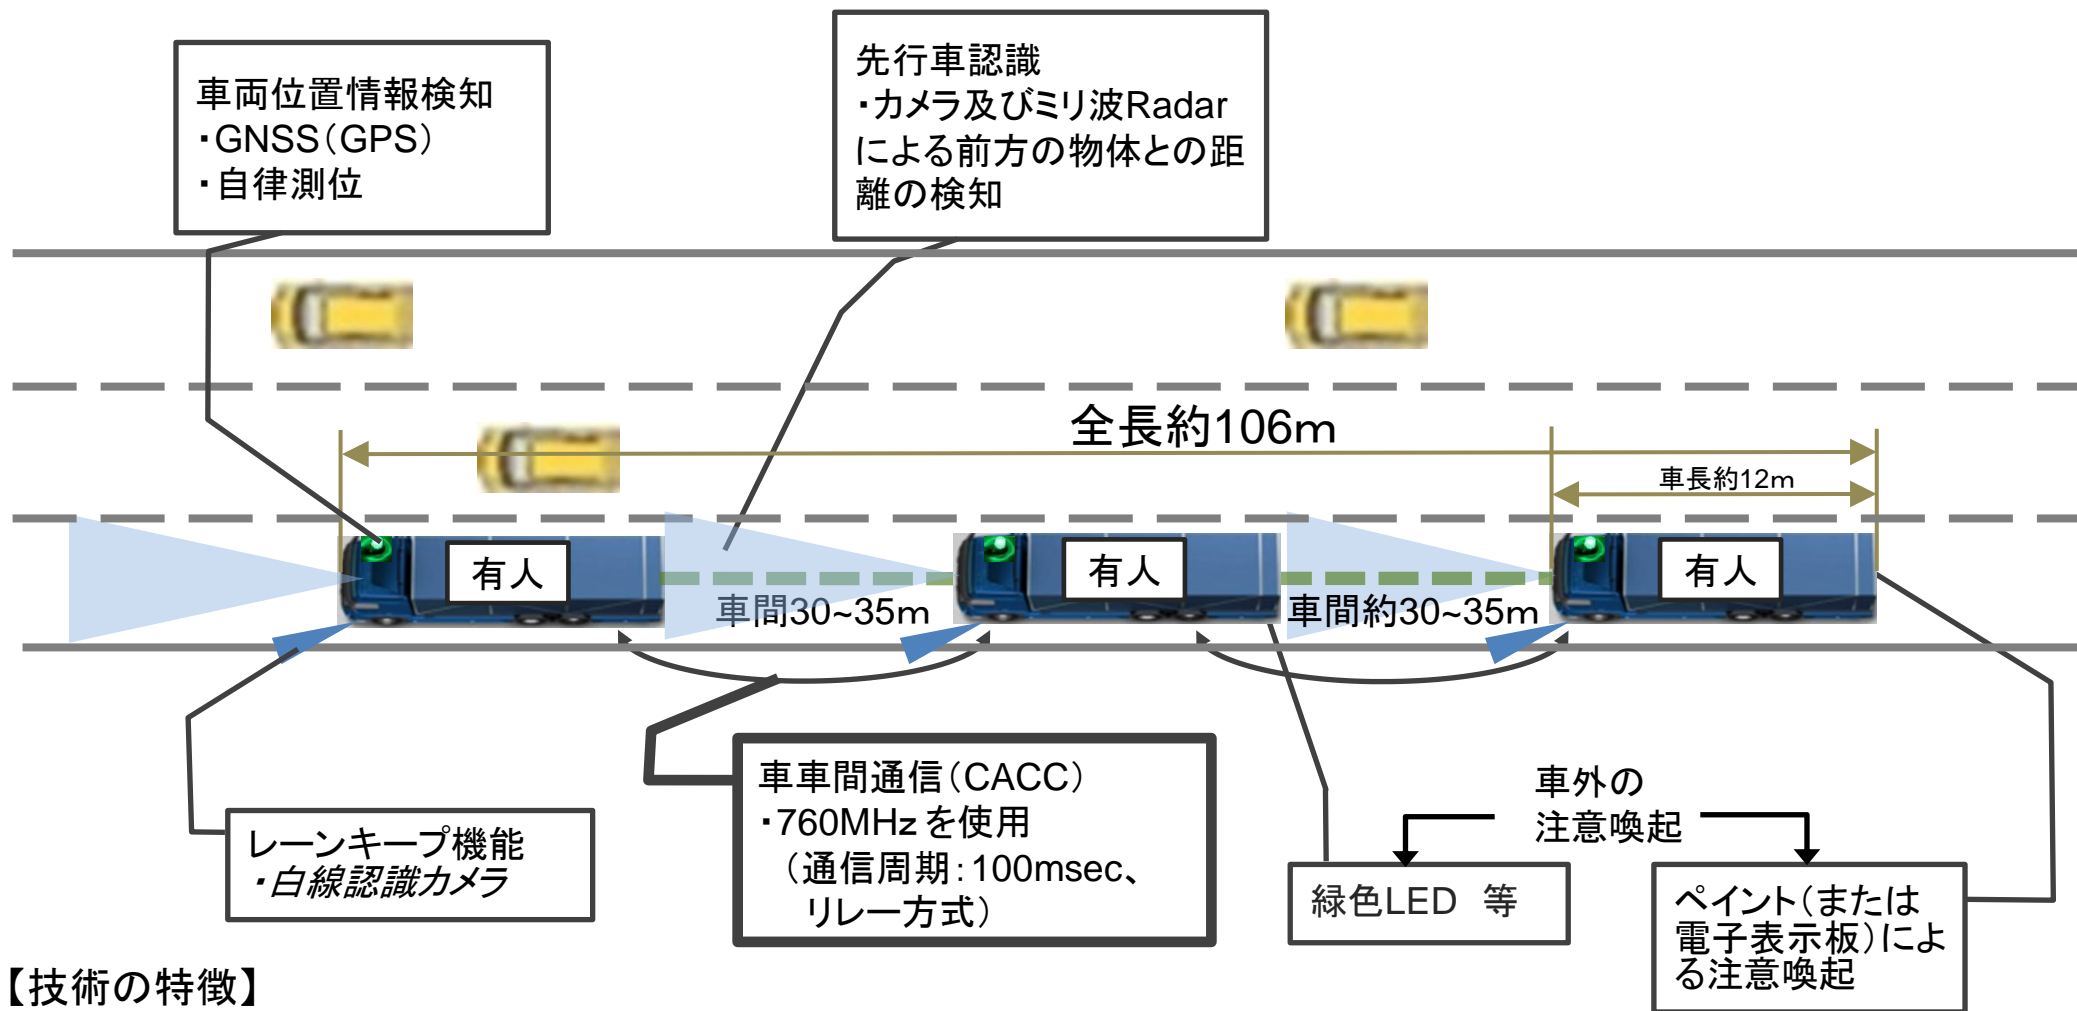 車両位置情報検知
・GNSS(GPS)
・自律測位
先行車認識
・カメラ及びミリ波Radar
による前方の物体との距
離の検知
全長約106m
車長約12m
有人
有人
有人
車間30~35m
車間約30~35m
レーンキープ機能
・白線認識カメラ
車車間通信(CACC)
・760MHzを使用
(通信周期:100msec、
リレー方式)
車外の
注意喚起
緑色LED 等
ペイント(または
電子表示板)によ
る注意喚起
【技術の特徴】